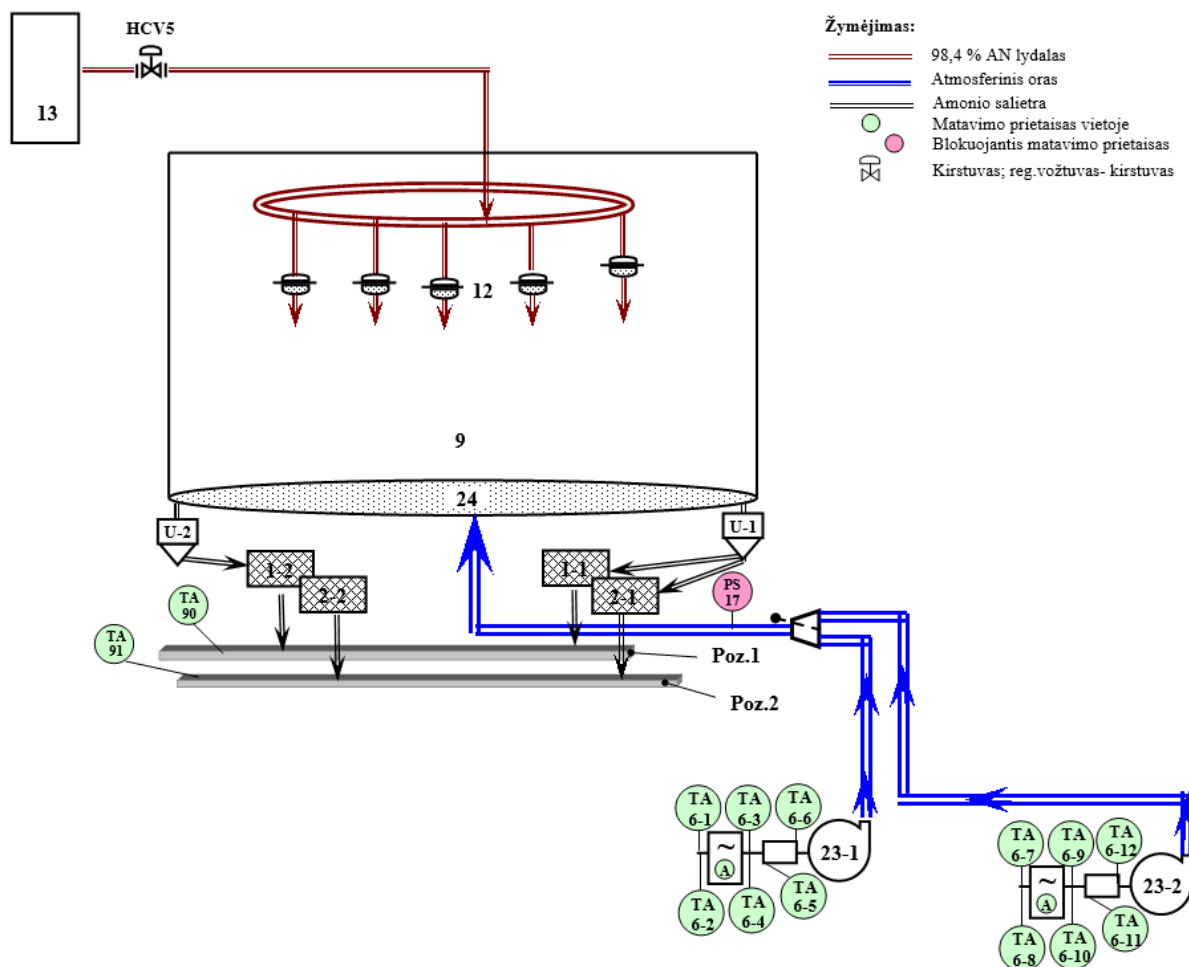 HCV5
13
Žymėjimas:
98,4 % AN lydalas
Atmosferinis oras
Amonio salietra
Matavimo prietaisas vietoje
Blokuojantis matavimo prietaisas
Kirstuvas; reg.vožtuvas- kirstuvas
12
9
24
U-2
U-1
1-2
2-2
1-1
2-1
PS
17
TA
90
TA
91
Poz.1
Poz.2
TA
6-1
TA
6-3
TA
6-6
~
A
23-1
TA
6-2
TA
6-4
TA
6-5
TA
6-7
TA
6-9
TA
6-12
~
A
23-2
TA
6-8
TA
6-10
TA
6-11